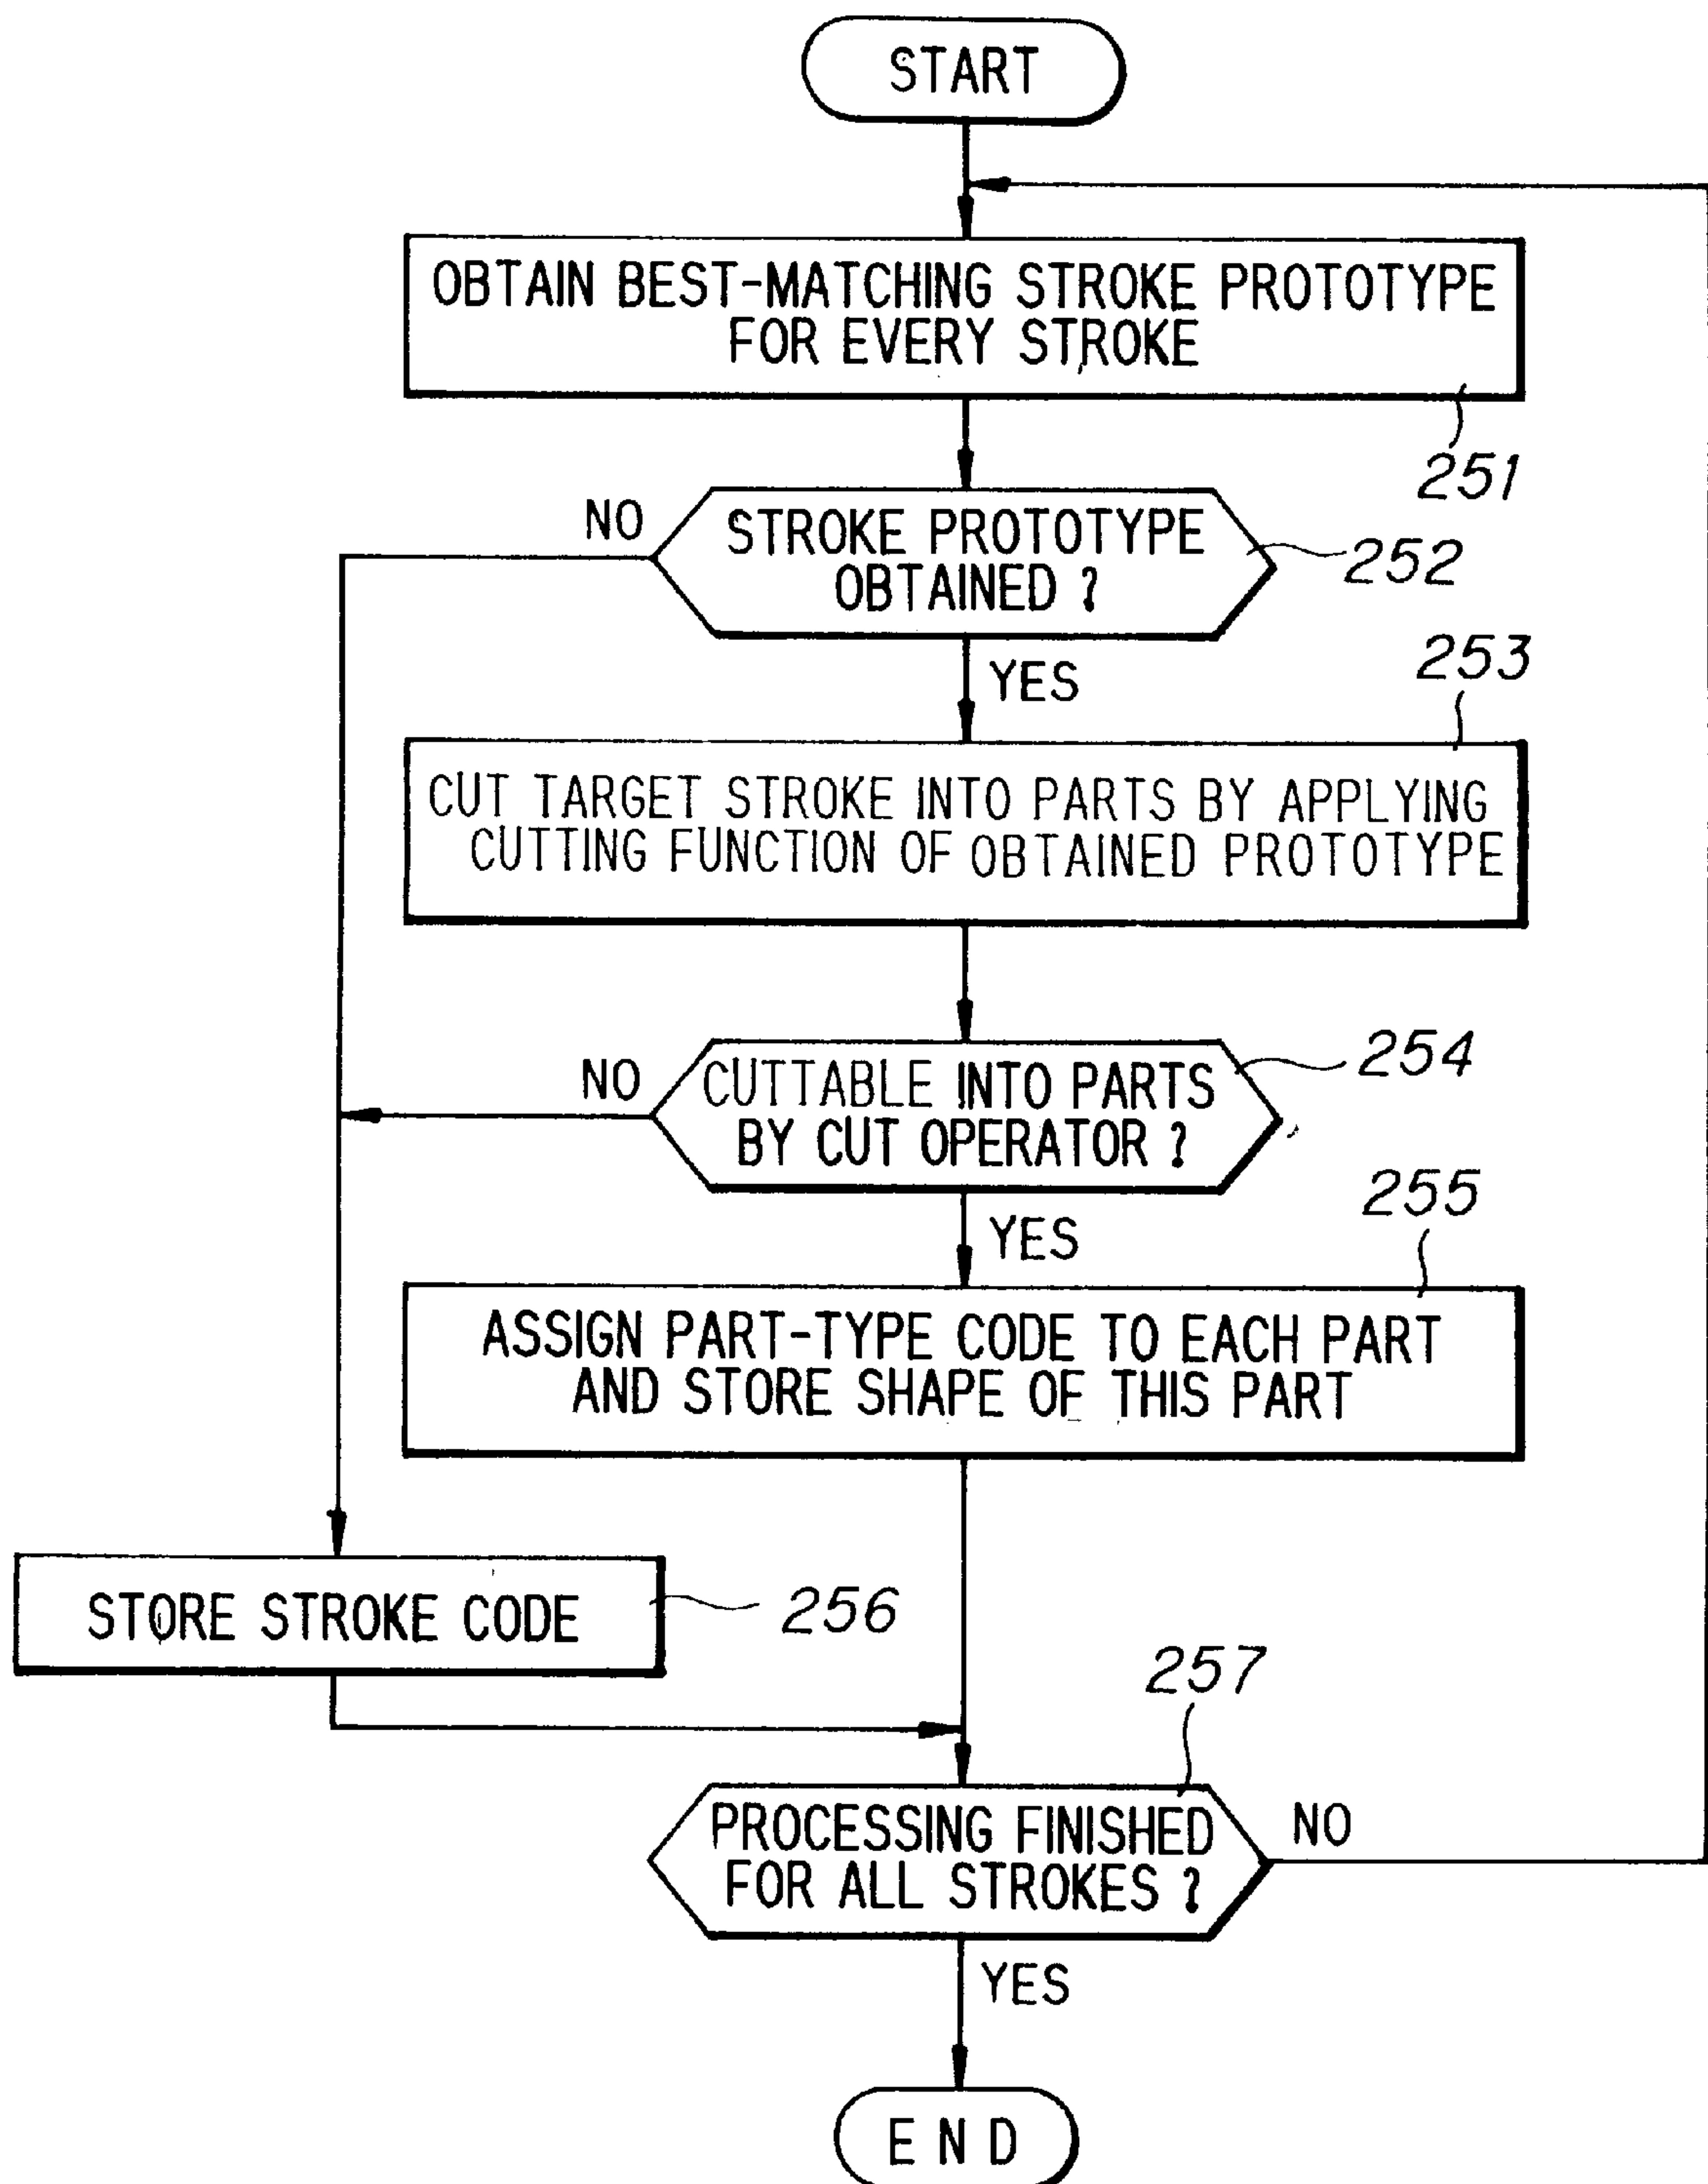 START
OBTAIN BEST-MATCHING STROKE PROTOTYPE
FOR EVERY STROKE
251
NO
STROKE PROTOTYPE
OBTAINED ?
252
YES
253
CUT TARGET STROKE INTO PARTS BY APPLYING
CUTTING FUNCTION OF OBTAINED PROTOTYPE
NO
CUTTABLE INTO PARTS
BY CUT OPERATOR ?
254
YES
255
ASSIGN PART-TYPE CODE TO EACH PART
AND STORE SHAPE OF THIS PART
STORE STROKE CODE
256
257
PROCESSING FINISHED
FOR ALL STROKES ?
NO
YES
END